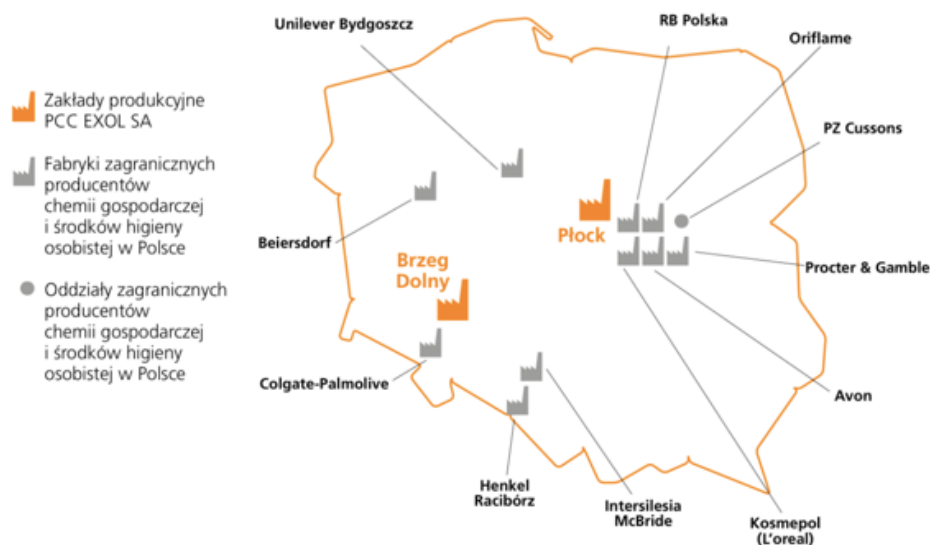 Unilever Bydgoszcz
RB Polska
Oriflame
Zakłady produkcyjne
PCC EXOL SA
PZ Cussons
Fabryki zagranicznych
producentów
chemii gospodarczej
i środków higieny
osobistej w Polsce
Beiersdorf
Płock
Brzeg
Dolny
Procter & Gamble
Oddziały zagranicznych
producentów
chemii gospodarczej
i środków higieny
osobistej w Polsce
Colgate-Palmolive
Avon
Henkel
Racibórz
Intersilesia
McBride
Kosmepol
(L'oreal)